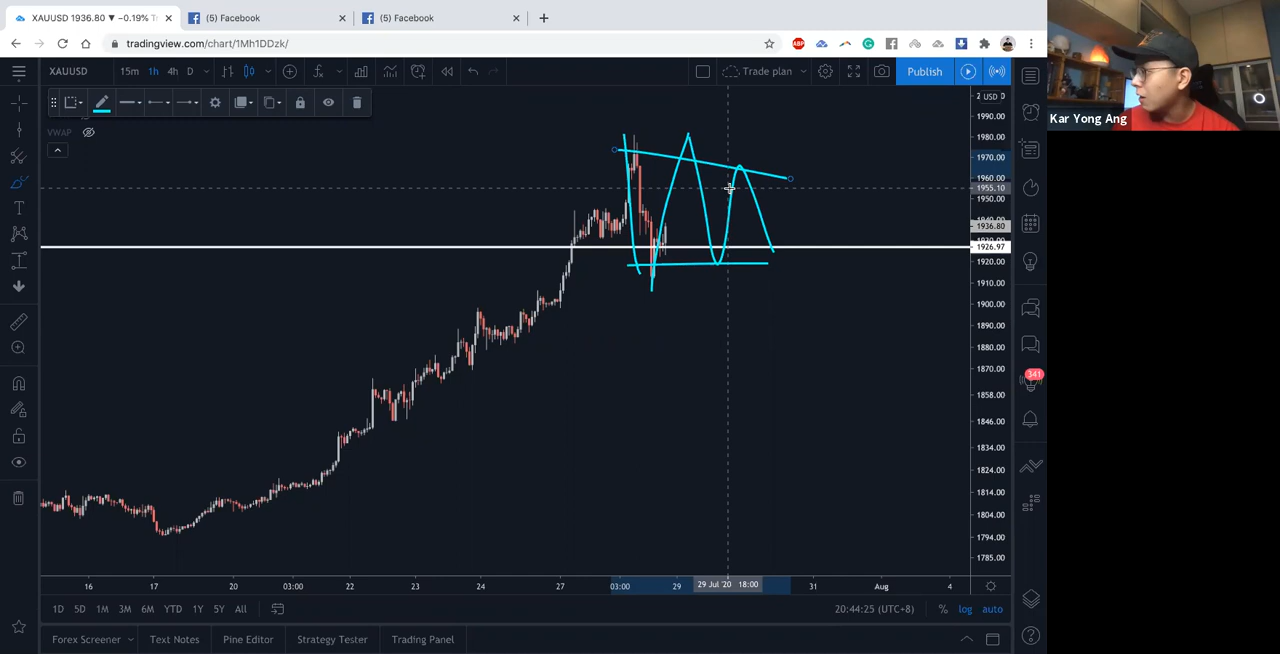 XAUUSD 1936.80 ▼ −0.19%
(5) Facebook
(5) Facebook
tradingview.com/chart/1Mh1DDzk/
XAUUSD 15m 1h 4h D
Trade plan
Publish
VWAP
Kar Yong Ang
USD
1990.00
1980.00
1970.00
1960.00
1955.10
1950.00
1940.00
1936.80
1926.97
1920.00
1910.00
1900.00
1890.00
1880.00
1870.00
1858.00
1846.00
1834.00
1824.00
1814.00
1804.00
1794.00
1785.00
341
16 17 20 03:00 22 23 24 27 03:00 29 29 Jul '20 18:00 31 Aug 4
1D 5D 1M 3M 6M YTD 1Y 5Y All
20:44:25 (UTC+8) % log auto
Forex Screener Text Notes Pine Editor Strategy Tester Trading Panel